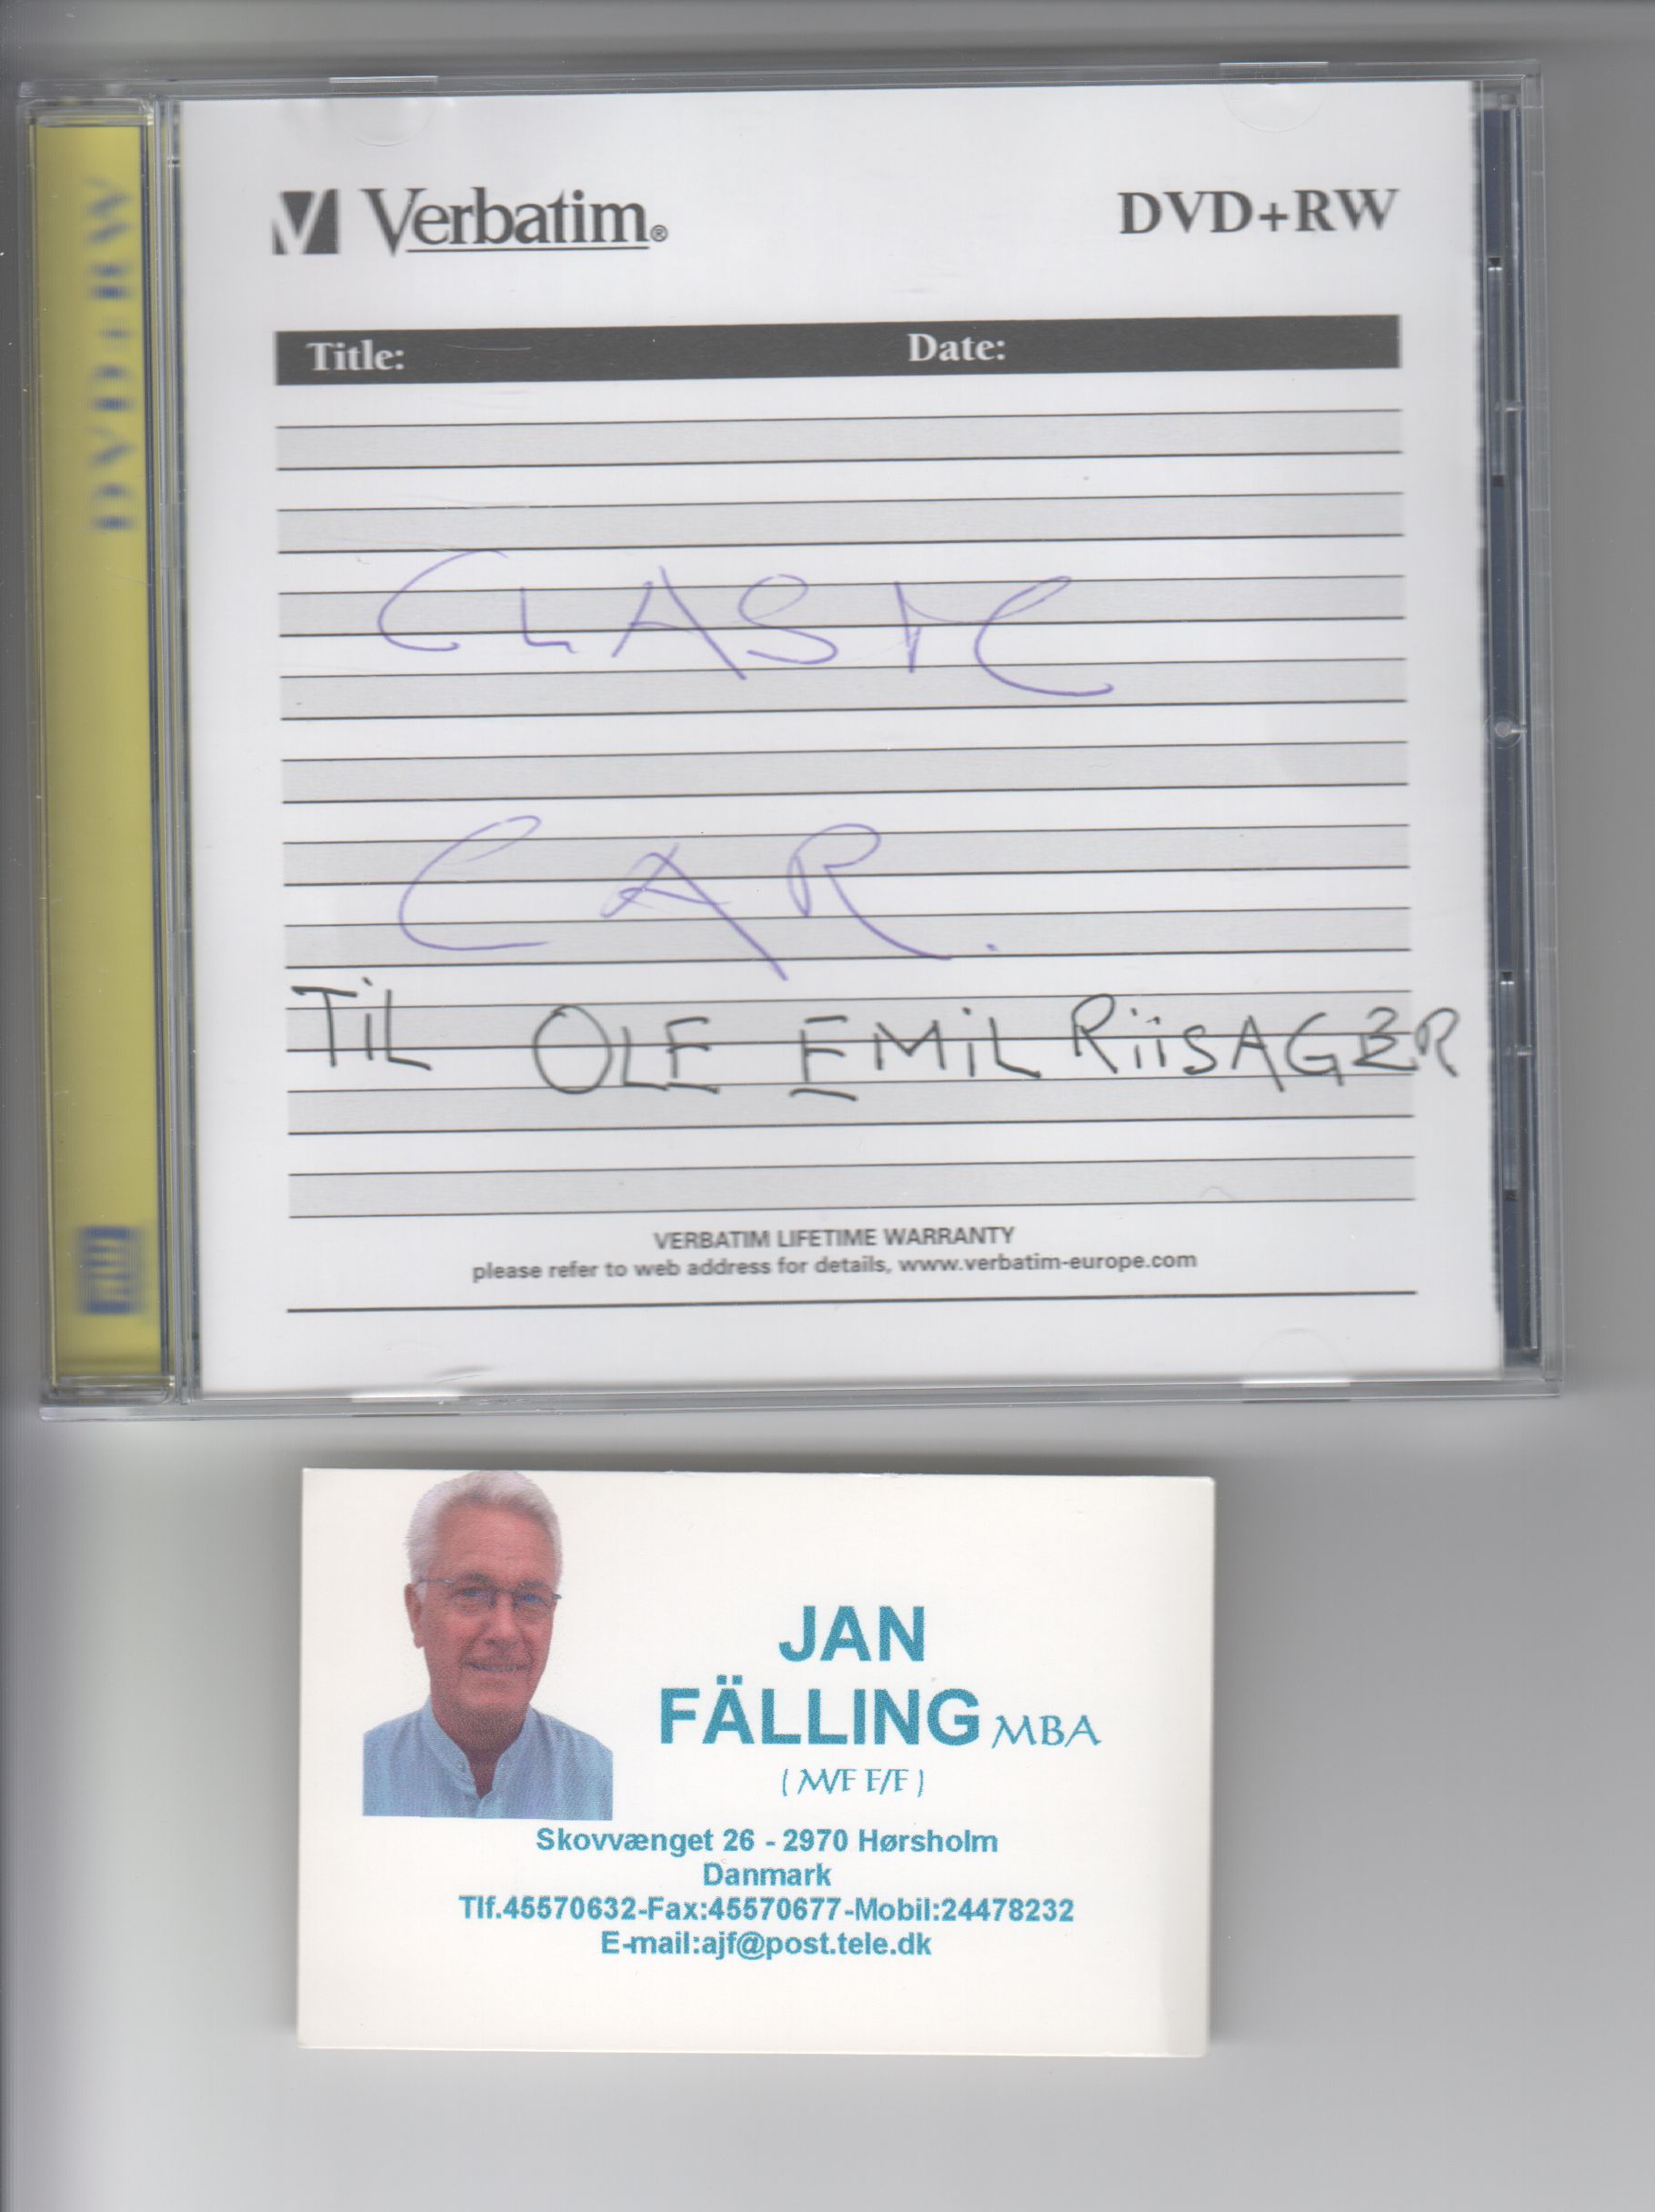 DVD+RW
Verbatim®
DVD+RW
Title: Date:
CLASIC
CAR.
TiL OLE EMiL RiiSAGER
VERBATIM LIFETIME WARRANTY
please refer to web address for details, www.verbatim-europe.com
JAN
FÄLLING MBA
( M/F F/F )
Skovvænget 26 - 2970 Hørsholm
Danmark
Tlf.45570632-Fax:45570677-Mobil:24478232
E-mail:ajf@post.tele.dk